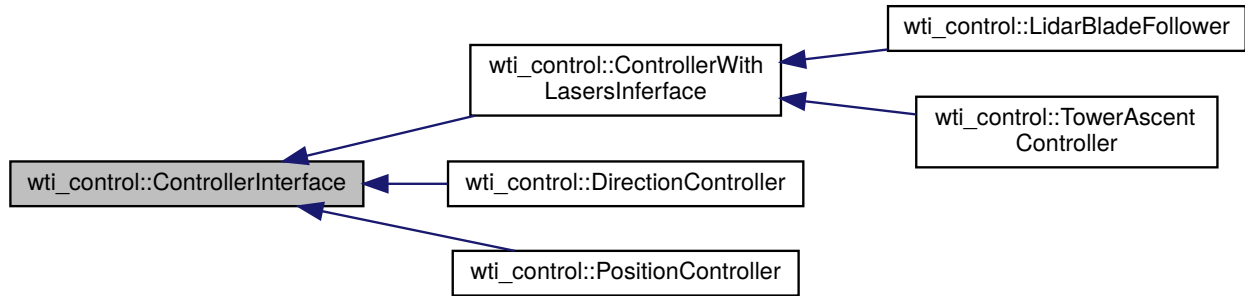 wti_control::LidarBladeFollower
wti_control::ControllerWith
LasersInferface
wti_control::TowerAscent
Controller
wti_control::ControllerInterface
wti_control::DirectionController
wti_control::PositionController